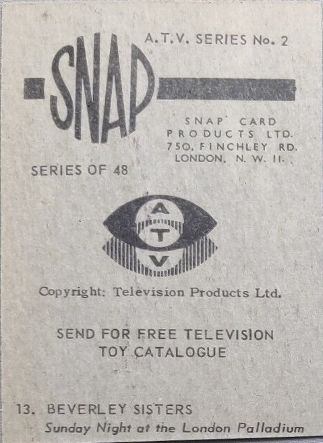 A.T.V. SERIES No. 2
SNAP
SNAP CARD
PRODUCTS LTD.
750, FINCHLEY RD.
LONDON, N. W. 11.
SERIES OF 48
A
T
V
Copyright: Television Products Ltd.
SEND FOR FREE TELEVISION
TOY CATALOGUE
13. BEVERLEY SISTERS
Sunday Night at the London Palladium